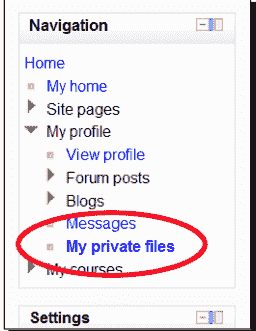 Navigation
Home
My home
Site pages
My profile
View profile
Forum posts
Blogs
Messages
My private files
My courses
Settings